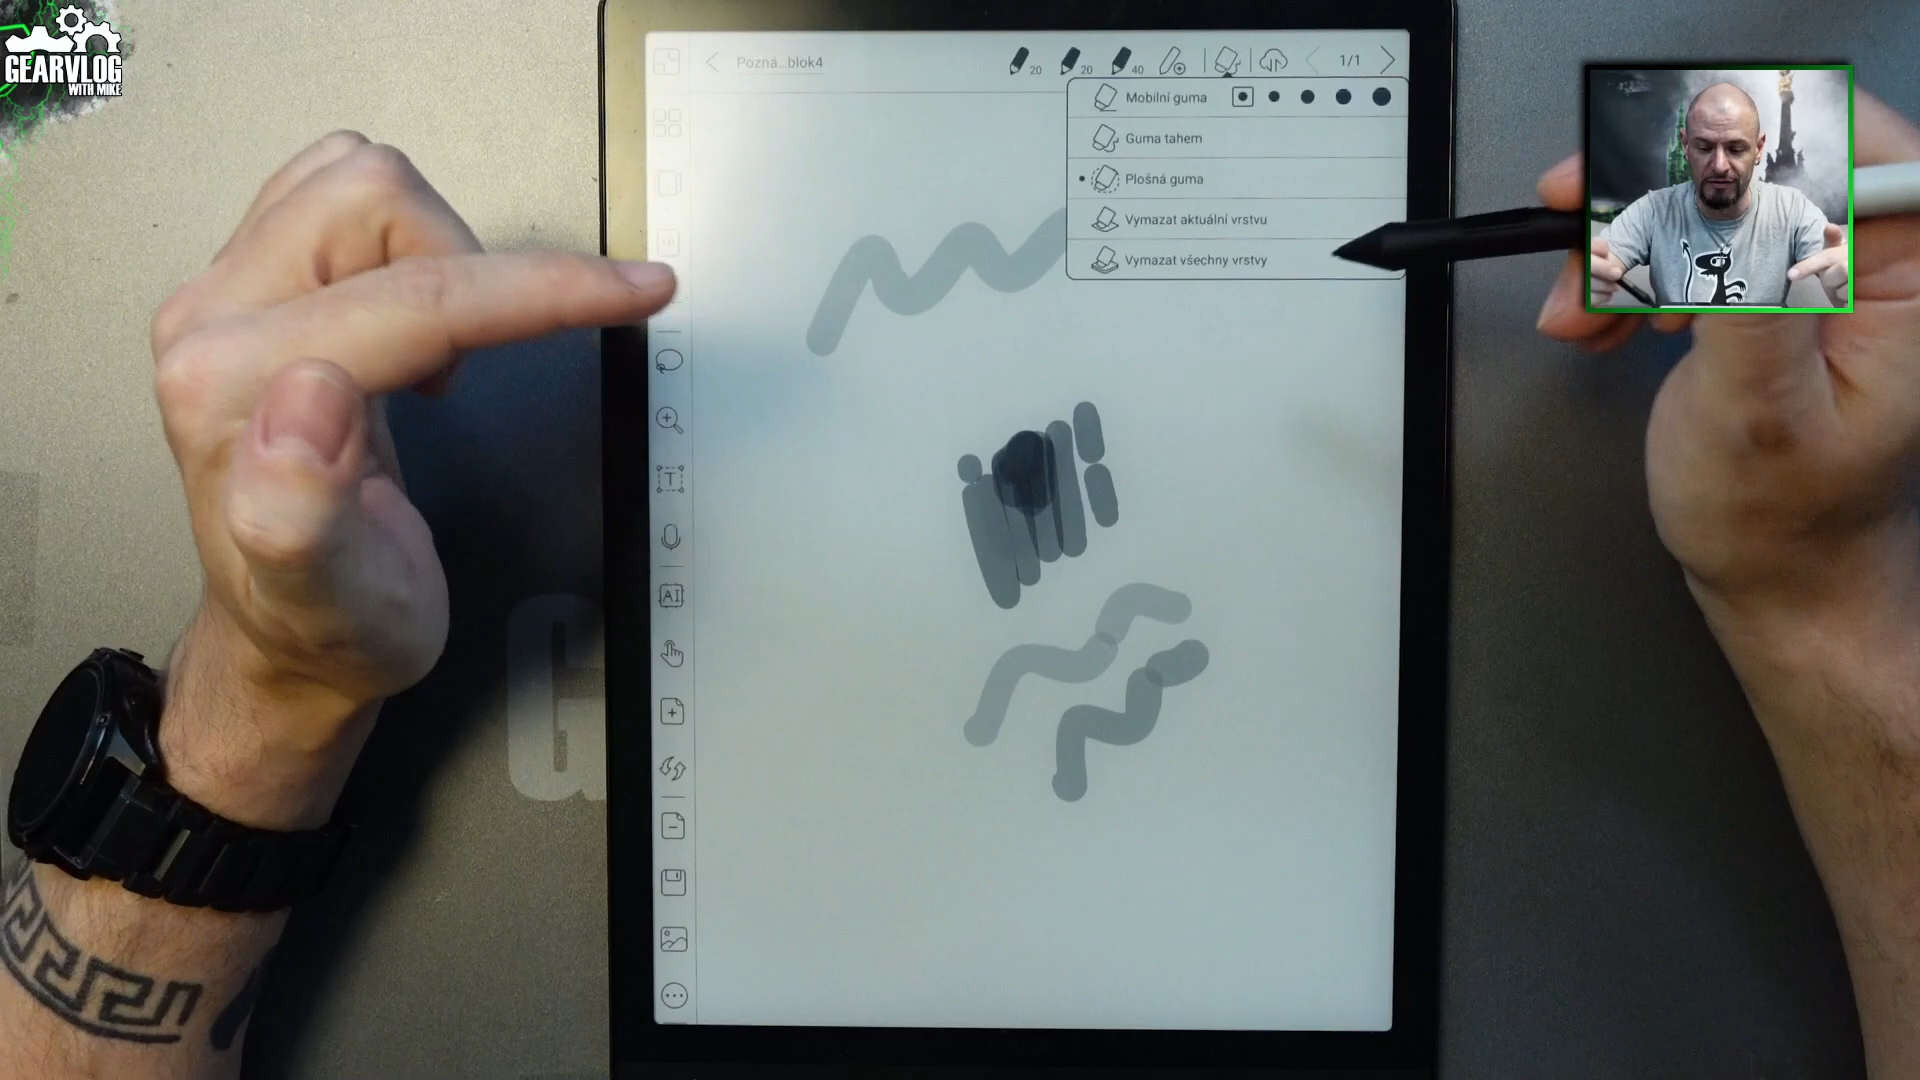 GEARVLOG
WITH MIKE
Pozná...blok4
20
20
40
1/1
Mobilní guma
Guma tahem
Plošná guma
Vymazat aktuální vrstvu
Vymazat všechny vrstvy
T
AI
G